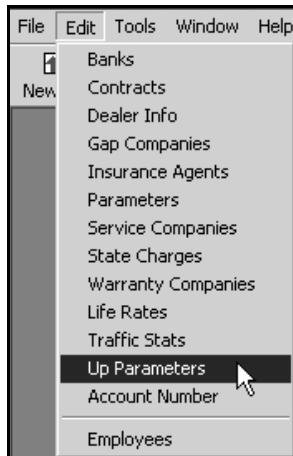 File Edit Tools Window Help
New
Banks
Contracts
Dealer Info
Gap Companies
Insurance Agents
Parameters
Service Companies
State Charges
Warranty Companies
Life Rates
Traffic Stats
Up Parameters
Account Number
Employees